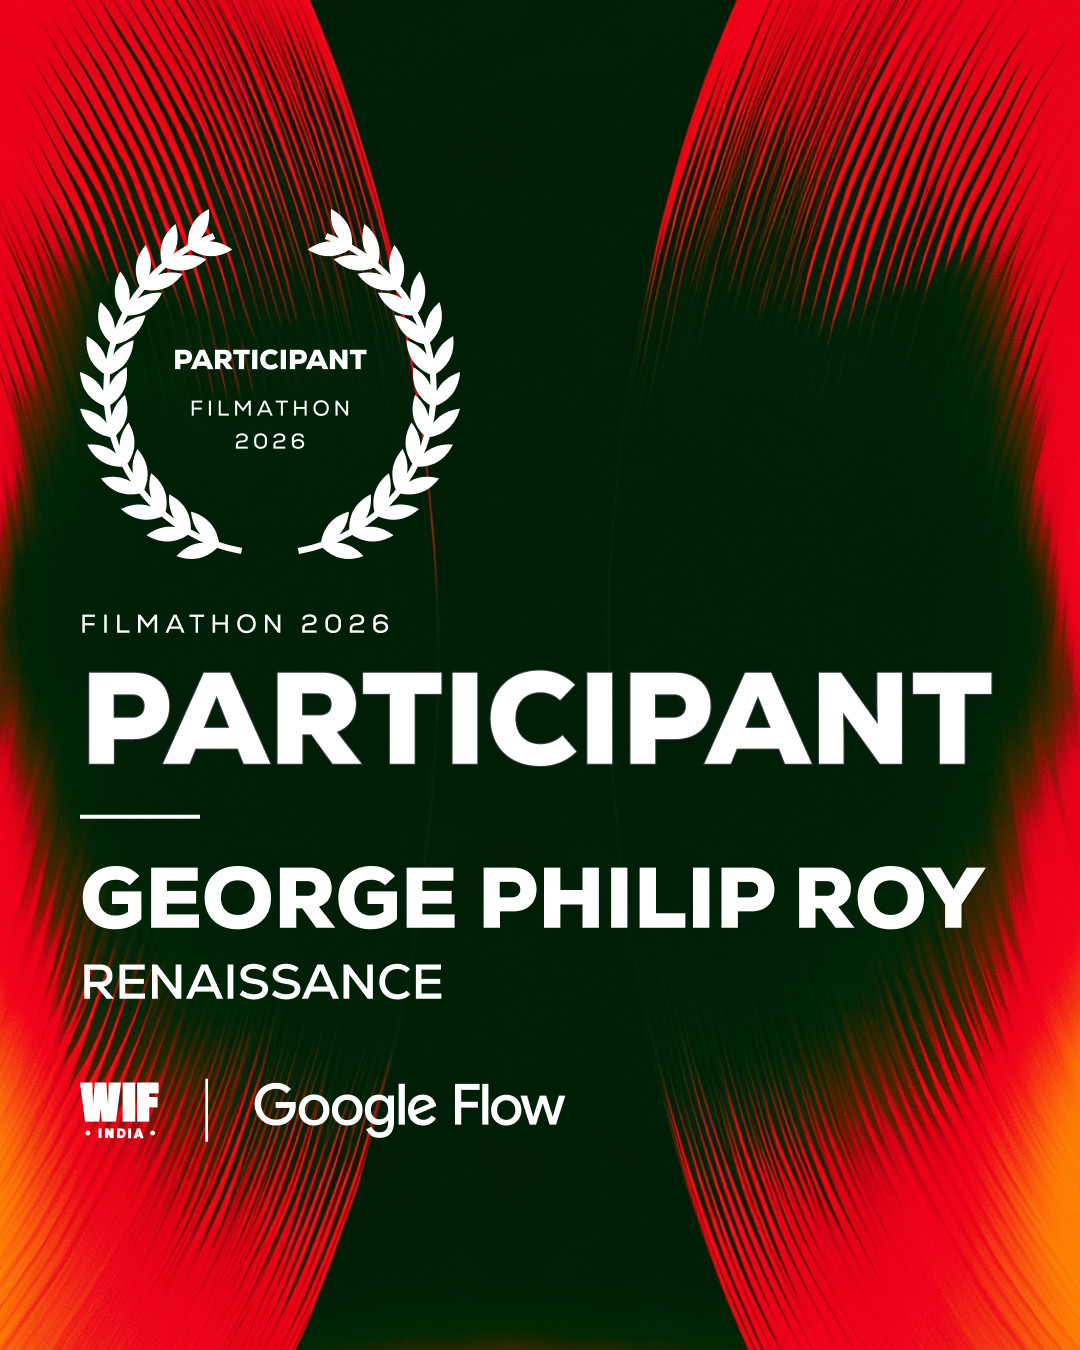 PARTICIPANT
FILMATHON
2026
FILMATHON 2026
PARTICIPANT
GEORGE PHILIP ROY
RENAISSANCE
WIF
• INDIA •
Google Flow